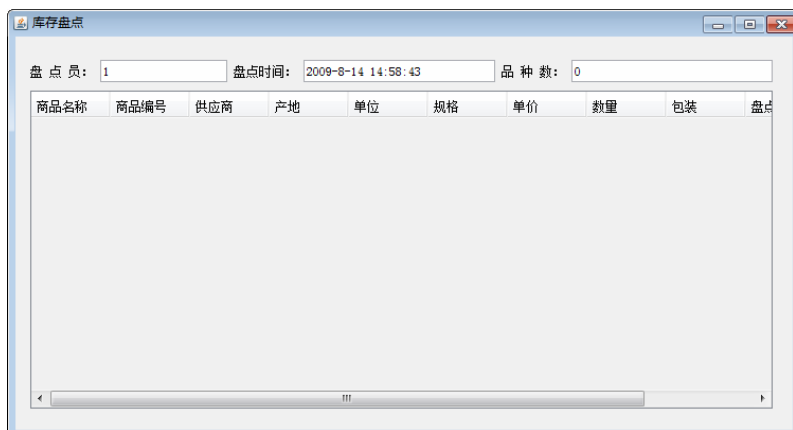 库存盘点
盘 点 员: 1 盘点时间: 2009-8-14 14:58:43 品 种 数: 0
商品名称 商品编号 供应商 产地 单位 规格 单价 数量 包装 盘点